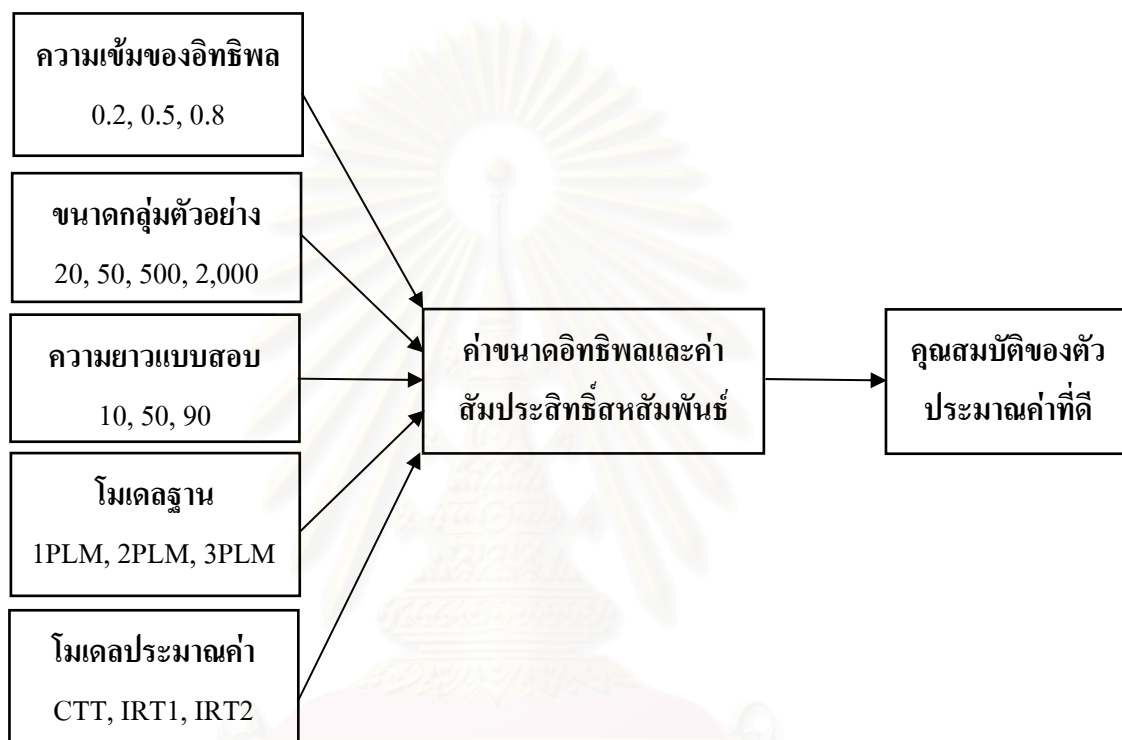 ความเข้มของอิทธิพล
0.2, 0.5, 0.8
ขนาดกลุ่มตัวอย่าง
20, 50, 500, 2,000
ความยาวแบบสอบ
10, 50, 90
โมเดลฐาน
1PLM, 2PLM, 3PLM
โมเดลประมาณค่า
CTT, IRT1, IRT2
ค่าขนาดอิทธิพลและค่า
สัมประสิทธิ์สหสัมพันธ์
คุณสมบัติของตัว
ประมาณค่าที่ดี